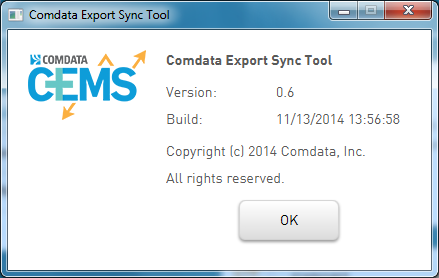 Comdata Export Sync Tool
COMDATA
CEMS
Comdata Export Sync Tool
Version: 0.6
Build: 11/13/2014 13:56:58
Copyright (c) 2014 Comdata, Inc.
All rights reserved.
OK